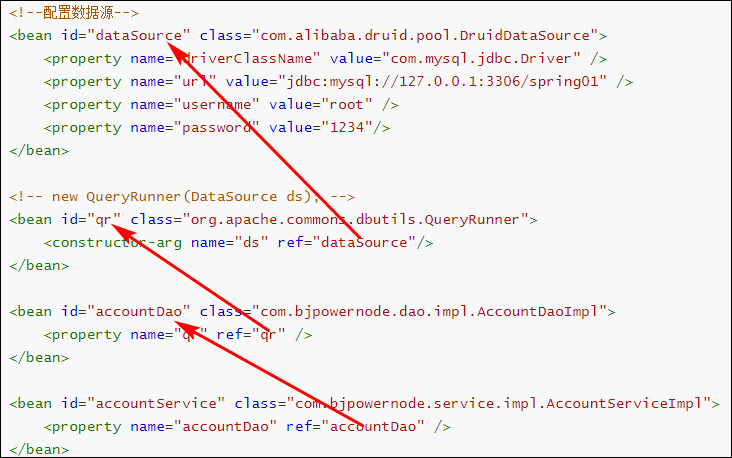 <!--配置数据源-->
<bean id="dataSource" class="com.alibaba.druid.pool.DruidDataSource">
<property name="driverClassName" value="com.mysql.jdbc.Driver" />
<property name="url" value="jdbc:mysql://127.0.0.1:3306/spring01" />
<property name="username" value="root" />
<property name="password" value="1234"/>
</bean>
<!-- new QueryRunner(DataSource ds); -->
<bean id="qr" class="org.apache.commons.dbutils.QueryRunner">
<constructor-arg name="ds" ref="dataSource"/>
</bean>
<bean id="accountDao" class="com.bjpowernode.dao.impl.AccountDaoImpl">
<property name="qr" ref="qr" />
</bean>
<bean id="accountService" class="com.bjpowernode.service.impl.AccountServiceImpl">
<property name="accountDao" ref="accountDao" />
</bean>